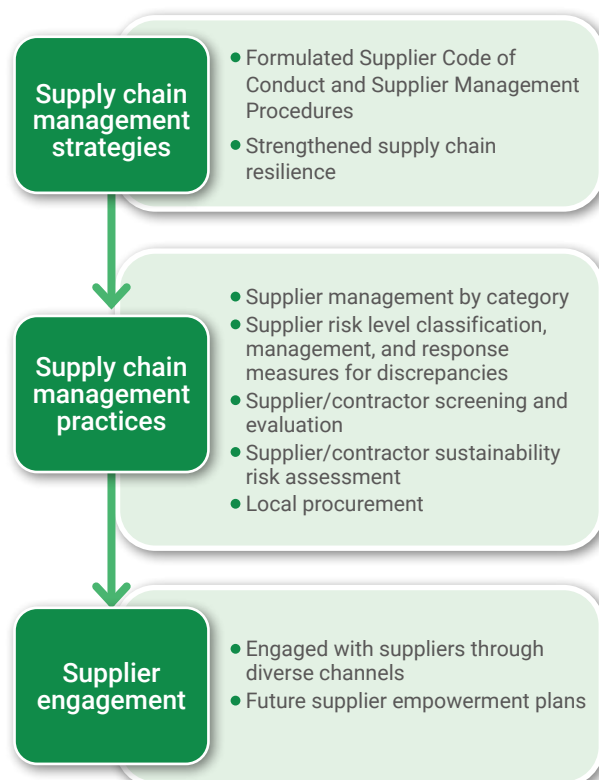 Supply chain
management
strategies
• Formulated Supplier Code of
Conduct and Supplier Management
Procedures
• Strengthened supply chain
resilience
Supply chain
management
practices
• Supplier management by category
• Supplier risk level classification,
management, and response
measures for discrepancies
• Supplier/contractor screening and
evaluation
• Supplier/contractor sustainability
risk assessment
• Local procurement
Supplier
engagement
• Engaged with suppliers through
diverse channels
• Future supplier empowerment plans